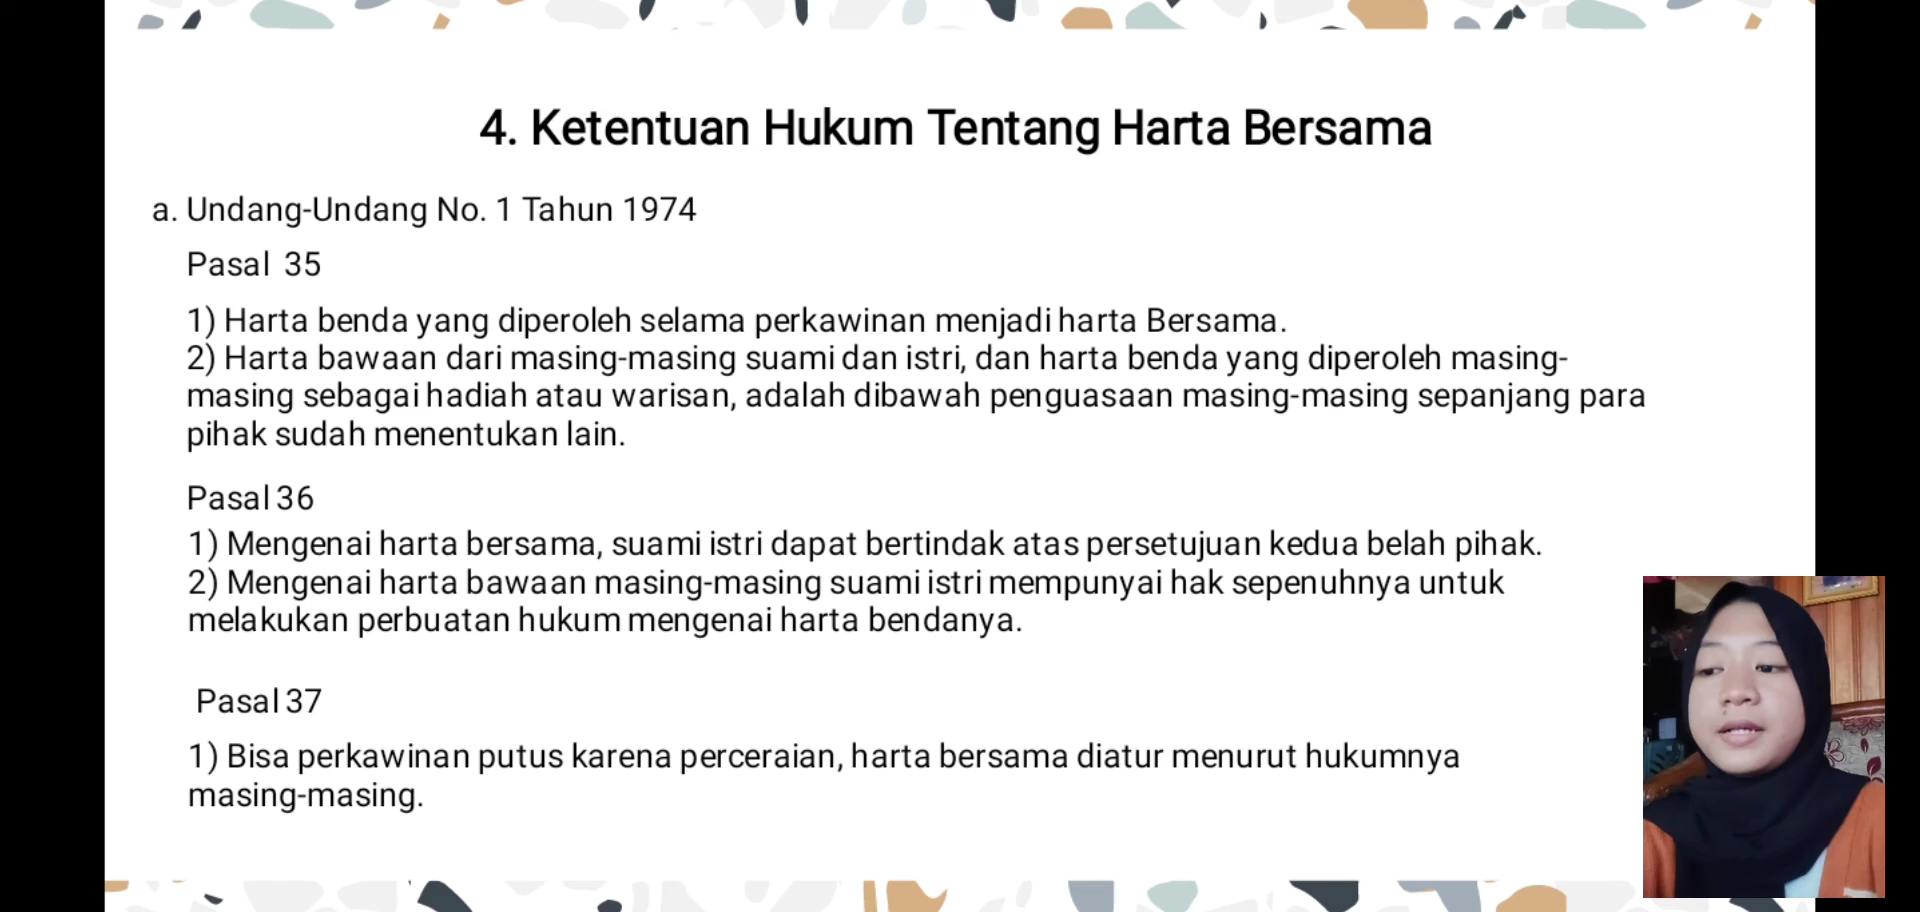 4. Ketentuan Hukum Tentang Harta Bersama
a. Undang-Undang No. 1 Tahun 1974
Pasal 35
1) Harta benda yang diperoleh selama perkawinan menjadi harta Bersama.
2) Harta bawaan dari masing-masing suami dan istri, dan harta benda yang diperoleh masing-
masing sebagai hadiah atau warisan, adalah dibawah penguasaan masing-masing sepanjang para
pihak sudah menentukan lain.
Pasal 36
1) Mengenai harta bersama, suami istri dapat bertindak atas persetujuan kedua belah pihak.
2) Mengenai harta bawaan masing-masing suami istri mempunyai hak sepenuhnya untuk
melakukan perbuatan hukum mengenai harta bendanya.
Pasal 37
1) Bisa perkawinan putus karena perceraian, harta bersama diatur menurut hukumnya
masing-masing.